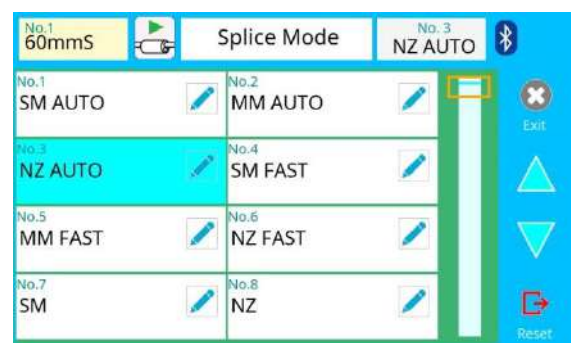 No.1
60mmS
Splice Mode
No. 3
NZ AUTO
No.1
SM AUTO
No.2
MM AUTO
Exit
No.3
NZ AUTO
No.4
SM FAST
No.5
MM FAST
No.6
NZ FAST
No.7
SM
No.8
NZ
Reset